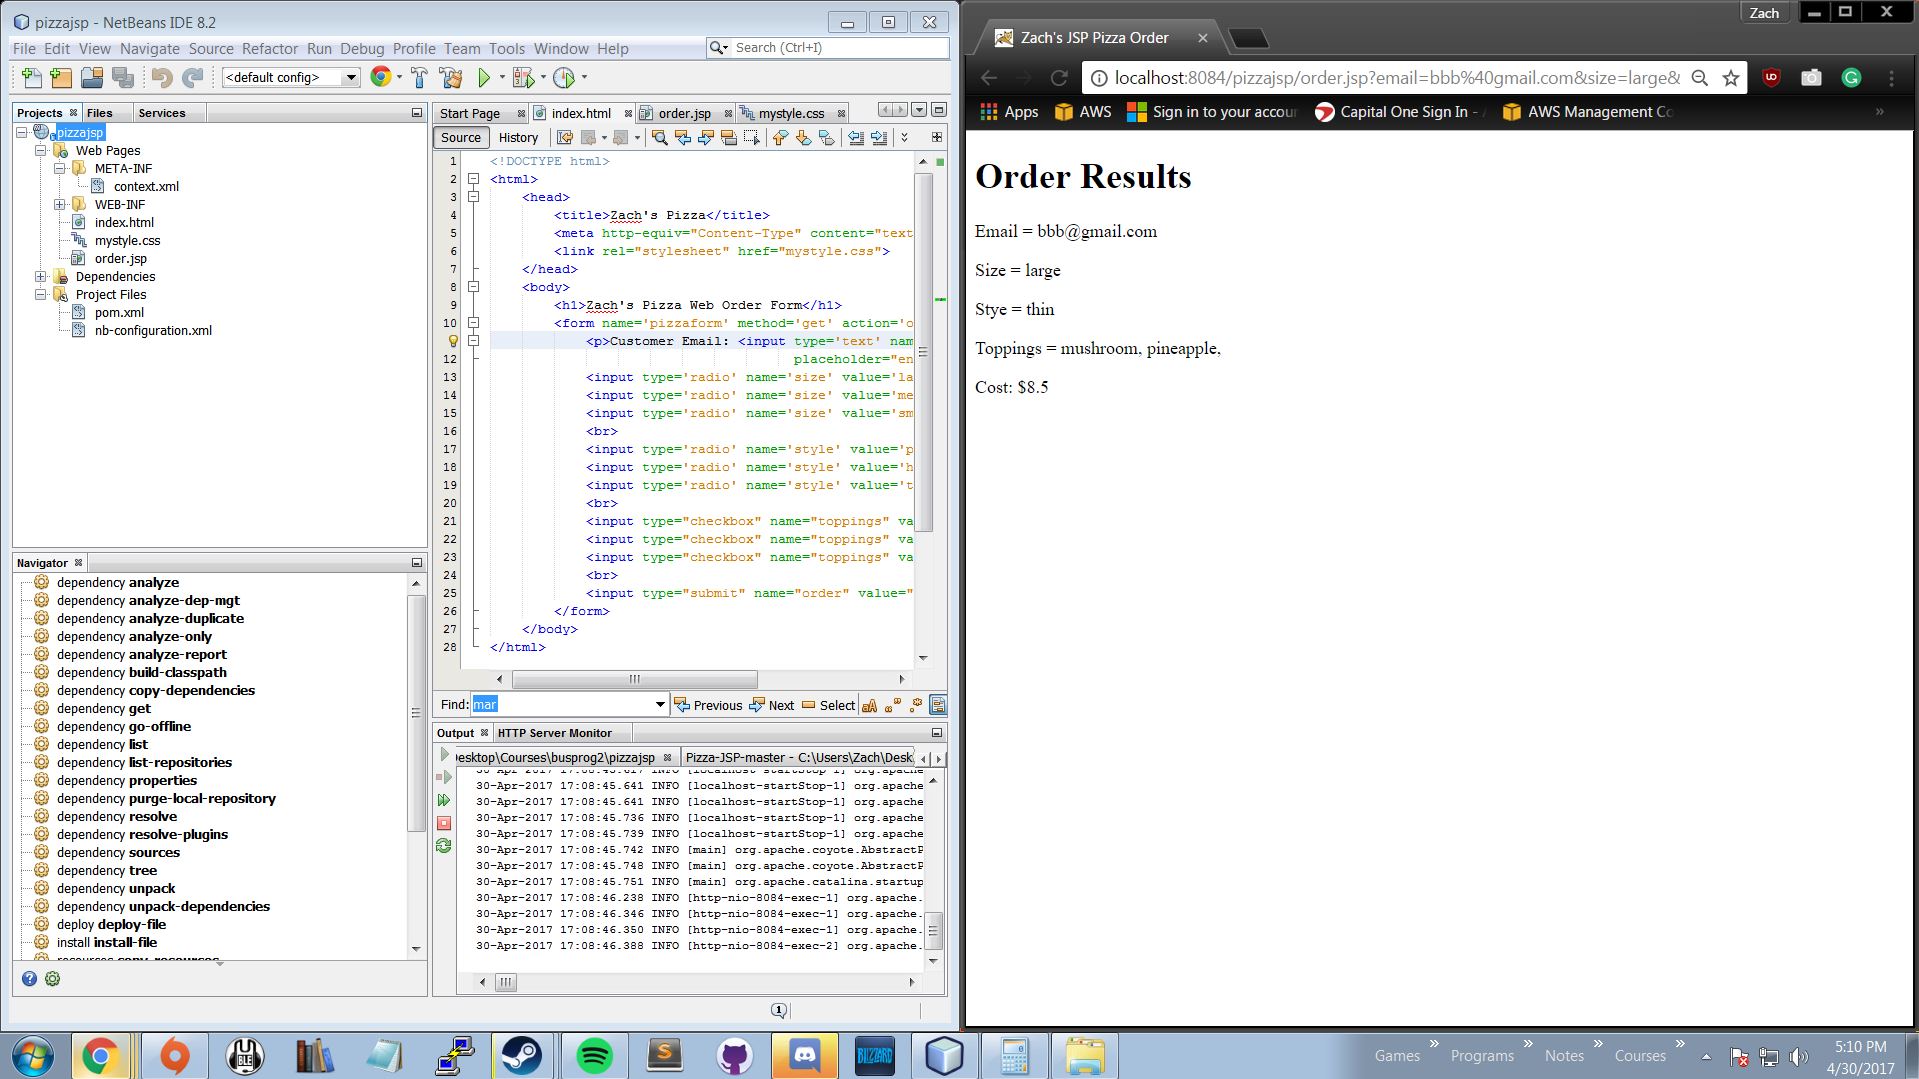 pizzajsp - NetBeans IDE 8.2
File Edit View Navigate Source Refactor Run Debug Profile Team Tools Window Help
Search (Ctrl+I)
<default config>
Projects Files Services
pizzajsp
Web Pages
META-INF
context.xml
WEB-INF
index.html
mystyle.css
order.jsp
Dependencies
Project Files
pom.xml
nb-configuration.xml
Navigator
dependency analyze
dependency analyze-dep-mgt
dependency analyze-duplicate
dependency analyze-only
dependency analyze-report
dependency build-classpath
dependency copy-dependencies
dependency get
dependency go-offline
dependency list
dependency list-repositories
dependency properties
dependency purge-local-repository
dependency resolve
dependency resolve-plugins
dependency sources
dependency tree
dependency unpack
dependency unpack-dependencies
deploy deploy-file
install install-file
Start Page index.html order.jsp mystyle.css
Source History
1 <!DOCTYPE html>
2 <html>
3 <head>
4 <title>Zach's Pizza</title>
5 <meta http-equiv="Content-Type" content="text
6 <link rel="stylesheet" href="mystyle.css">
7 </head>
8 <body>
9 <h1>Zach's Pizza Web Order Form</h1>
10 <form name='pizzaform' method='get' action='o
<p>Customer Email: <input type='text' nam
12 placeholder="en
13 <input type='radio' name='size' value='la
14 <input type='radio' name='size' value='me
15 <input type='radio' name='size' value='sm
16 <br>
17 <input type='radio' name='style' value='p
18 <input type='radio' name='style' value='h
19 <input type='radio' name='style' value='t
20 <br>
21 <input type="checkbox" name="toppings" va
22 <input type="checkbox" name="toppings" va
23 <input type="checkbox" name="toppings" va
24 <br>
25 <input type="submit" name="order" value="
26 </form>
27 </body>
28 </html>
Find: mar Previous Next Select
Output HTTP Server Monitor
esktop\Courses\busprog2\pizzajsp Pizza-JSP-master - C:\Users\Zach\Desk
30-Apr-2017 17:08:45.617 INFO [localhost-startStop-1] org.apache
30-Apr-2017 17:08:45.641 INFO [localhost-startStop-1] org.apache
30-Apr-2017 17:08:45.641 INFO [localhost-startStop-1] org.apache
30-Apr-2017 17:08:45.736 INFO [localhost-startStop-1] org.apache
30-Apr-2017 17:08:45.739 INFO [localhost-startStop-1] org.apache
30-Apr-2017 17:08:45.742 INFO [main] org.apache.coyote.AbstractP
30-Apr-2017 17:08:45.748 INFO [main] org.apache.coyote.AbstractP
30-Apr-2017 17:08:45.751 INFO [main] org.apache.catalina.startup
30-Apr-2017 17:08:46.238 INFO [http-nio-8084-exec-1] org.apache.
30-Apr-2017 17:08:46.346 INFO [http-nio-8084-exec-1] org.apache.
30-Apr-2017 17:08:46.350 INFO [http-nio-8084-exec-1] org.apache.
30-Apr-2017 17:08:46.388 INFO [http-nio-8084-exec-2] org.apache.
1
Zach
Zach's JSP Pizza Order
localhost:8084/pizzajsp/order.jsp?email=bbb%40gmail.com&size=large&
Apps AWS Sign in to your accoun Capital One Sign In - AWS Management Co
Order Results
Email = bbb@gmail.com
Size = large
Stye = thin
Toppings = mushroom, pineapple,
Cost: $8.5
BLIZZARD
Games Programs Notes Courses
5:10 PM
4/30/2017